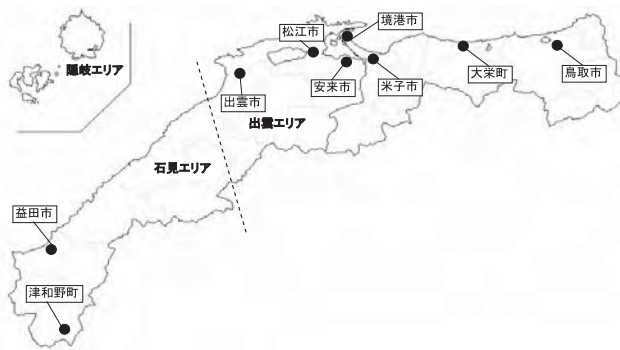 境港市
松江市
隠岐エリア
安来市
米子市
大栄町
鳥取市
出雲市
出雲エリア
石見エリア
益田市
津和野町